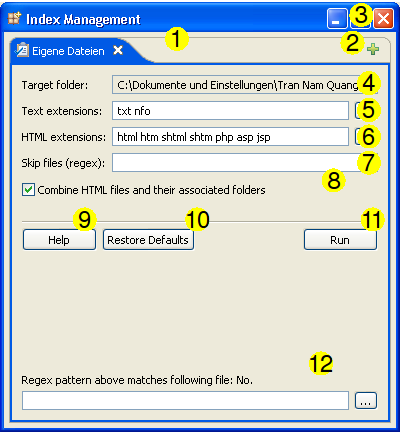 Index Management
3
1
2
Eigene Dateien
Target folder: C:\Dokumente und Einstellungen\Tran Nam Quang 4
Text extensions: txt nfo 5
HTML extensions: html htm shtml shtm php asp jsp 6
Skip files (regex): 7
8
Combine HTML files and their associated folders
9 10 11
Help Restore Defaults Run
12
Regex pattern above matches following file: No.
...